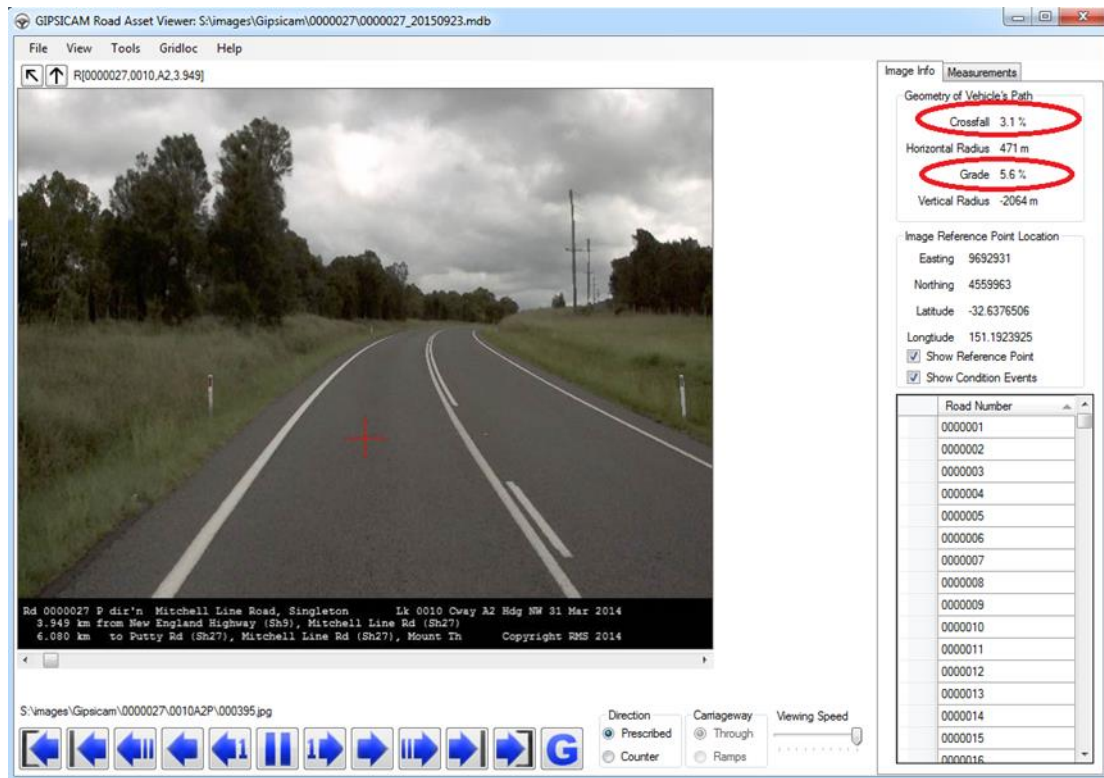 GIPSICAM Road Asset Viewer: S:\images\Gipsicam\0000027\0000027_20150923.mdb
File View Tools Gridloc Help
R[0000027,0010,A2,3.949]
Rd 0000027 P dir'n Mitchell Line Road, Singleton Lk 0010 Cway A2 Hdg NW 31 Mar 2014
3.949 km from New England Highway (Sh9), Mitchell Line Rd (Sh27)
6.080 km to Putty Rd (Sh27), Mitchell Line Rd (Sh27), Mount Th Copyright RMS 2014
S:\images\Gipsicam\0000027\0010A2P\000395.jpg
1 1 G
Direction
Prescribed
Counter
Carriageway
Through
Ramps
Viewing Speed
Image Info Measurements
Geometry of Vehicle's Path
Crossfall 3.1 %
Horizontal Radius 471 m
Grade 5.6 %
Vertical Radius -2064 m
Image Reference Point Location
Easting 9692931
Northing 4559963
Latitude -32.6376506
Longtiude 151.1923925
Show Reference Point
Show Condition Events
Road Number
0000001
0000002
0000003
0000004
0000005
0000006
0000007
0000008
0000009
0000010
0000011
0000012
0000013
0000014
0000015
0000016